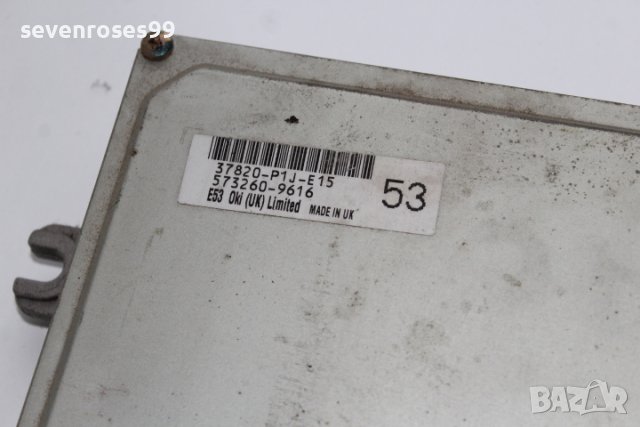 sevenroses99
37820-P1J-E15
573260-9616
E53 Oki (UK) Limited MADE IN UK
53
BAZAR